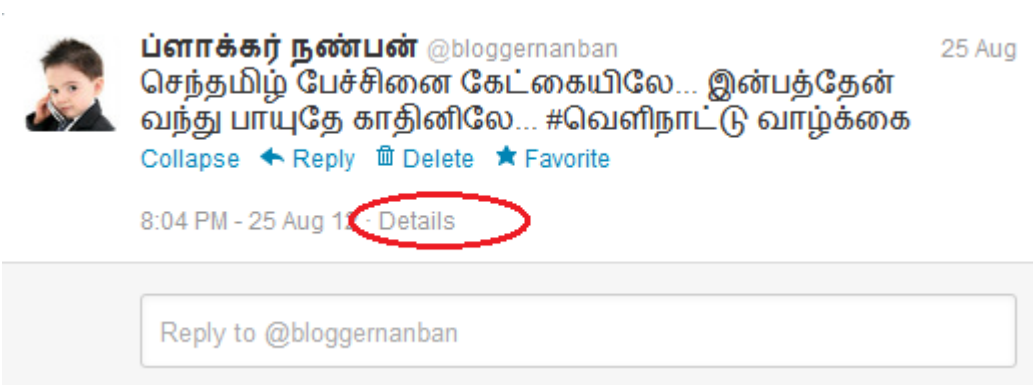 ப்ளாக்கர் நண்பன் @bloggernanban 25 Aug
செந்தமிழ் பேச்சினை கேட்கையிலே... இன்பத்தேன்
வந்து பாயுதே காதினிலே... #வெளிநாட்டு வாழ்க்கை
Collapse Reply Delete Favorite
8:04 PM - 25 Aug 12 · Details
Reply to @bloggernanban